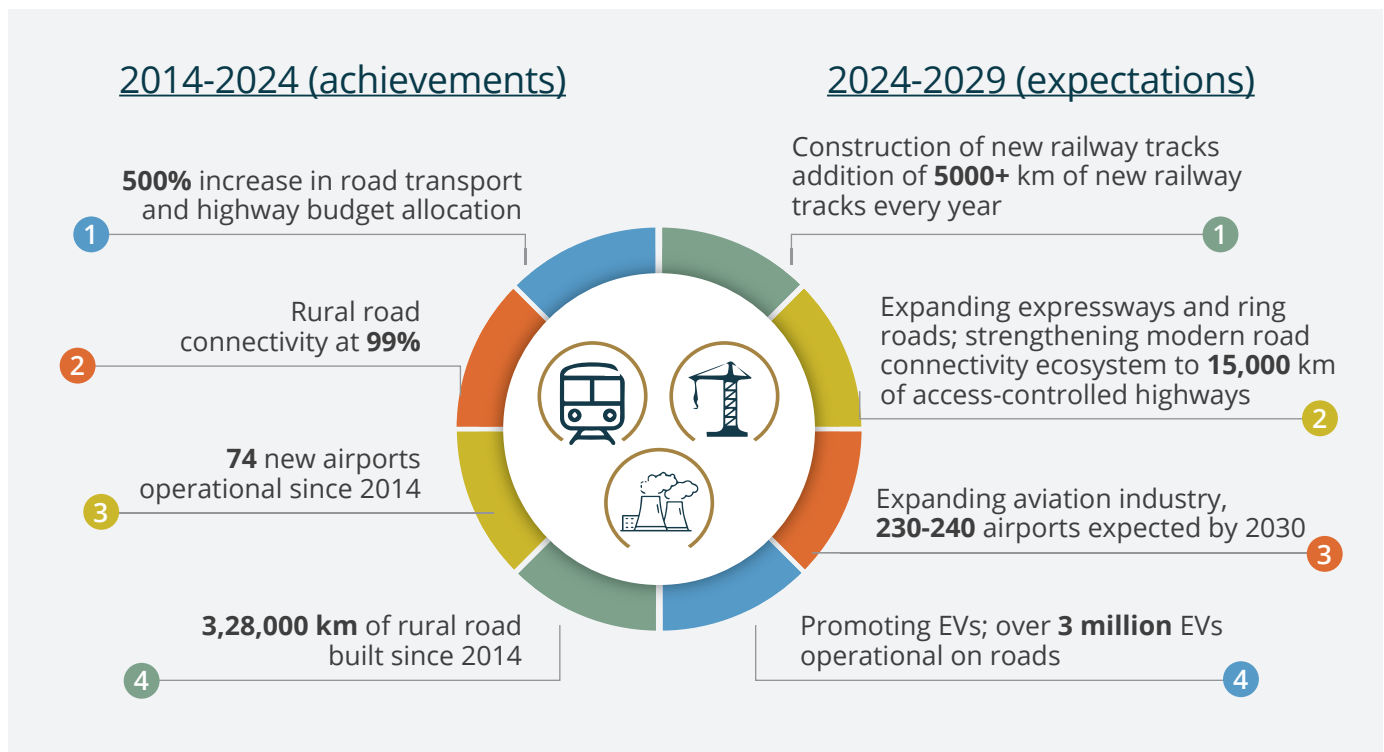 2014-2024 (achievements)
500% increase in road transport
and highway budget allocation
1
Rural road
connectivity at 99%
2
74 new airports
operational since 2014
3
3,28,000 km of rural road
built since 2014
4
2024-2029 (expectations)
Construction of new railway tracks
addition of 5000+ km of new railway
tracks every year
1
Expanding expressways and ring
roads; strengthening modern road
connectivity ecosystem to 15,000 km
of access-controlled highways
2
Expanding aviation industry,
230-240 airports expected by 2030
3
Promoting EVs; over 3 million EVs
operational on roads
4